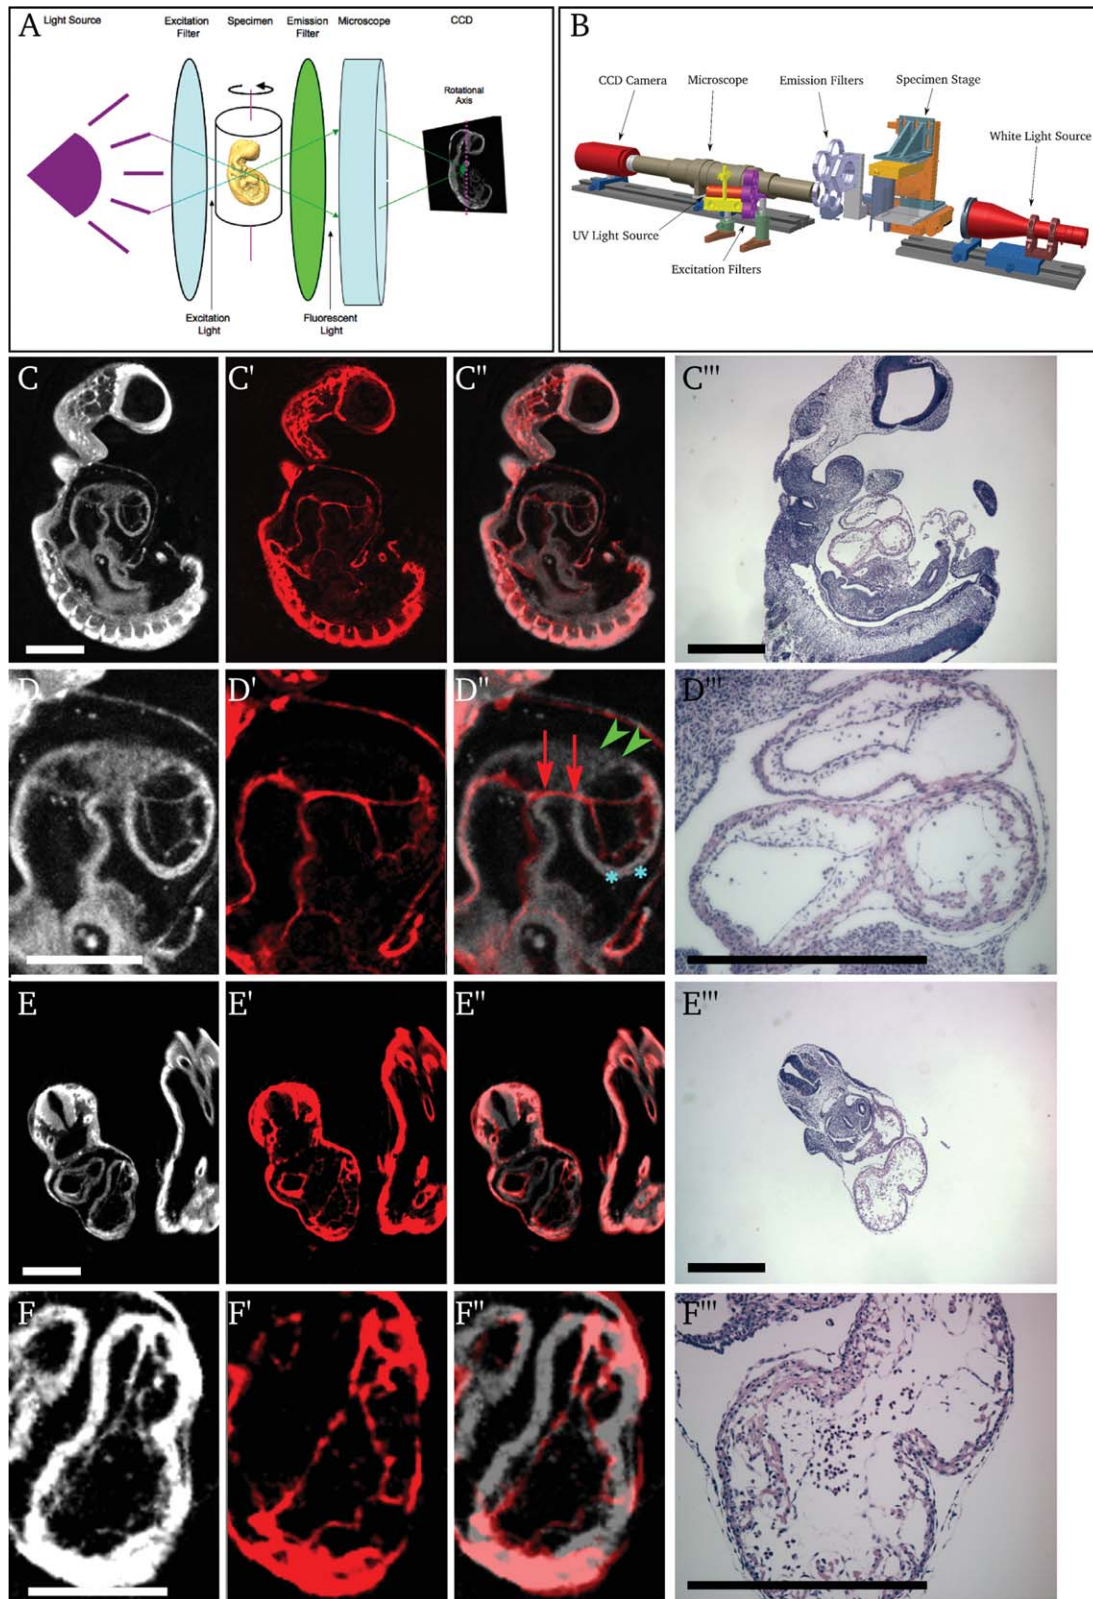 A
Light Source
Excitation
Filter
Specimen
Emission
Filter
Microscope
CCD
Rotational
Axis
Excitation
Light
Fluorescent
Light
B
CCD Camera
Microscope
Emission Filters
Specimen Stage
White Light Source
UV Light Source
Excitation Filters
C
C'
C''
C'''
D
D'
D''
* *
D'''
E
E'
E''
E'''
F
F'
F''
F'''